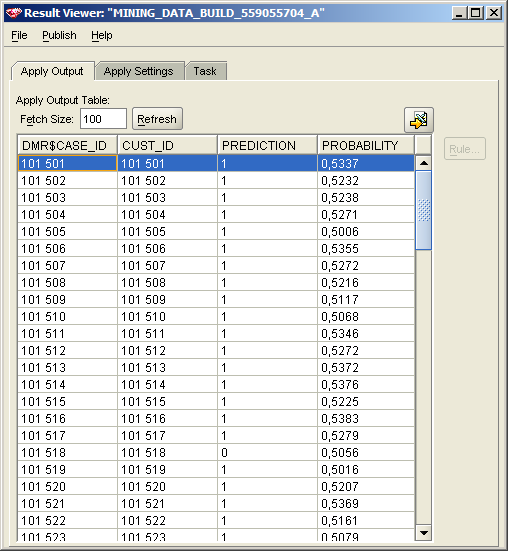 Result Viewer: "MINING_DATA_BUILD_559055704_A"
File Publish Help
Apply Output Apply Settings Task
Apply Output Table:
Fetch Size: 100 Refresh
DMR$CASE_ID CUST_ID PREDICTION PROBABILITY
Rule...
101 501 101 501 1 0,5337
101 502 101 502 1 0,5232
101 503 101 503 1 0,5238
101 504 101 504 1 0,5271
101 505 101 505 1 0,5006
101 506 101 506 1 0,5355
101 507 101 507 1 0,5272
101 508 101 508 1 0,5216
101 509 101 509 1 0,5117
101 510 101 510 1 0,5068
101 511 101 511 1 0,5346
101 512 101 512 1 0,5272
101 513 101 513 1 0,5372
101 514 101 514 1 0,5376
101 515 101 515 1 0,5225
101 516 101 516 1 0,5383
101 517 101 517 1 0,5279
101 518 101 518 0 0,5056
101 519 101 519 1 0,5016
101 520 101 520 1 0,5207
101 521 101 521 1 0,5369
101 522 101 522 1 0,5161
101 523 101 523 1 0,5079